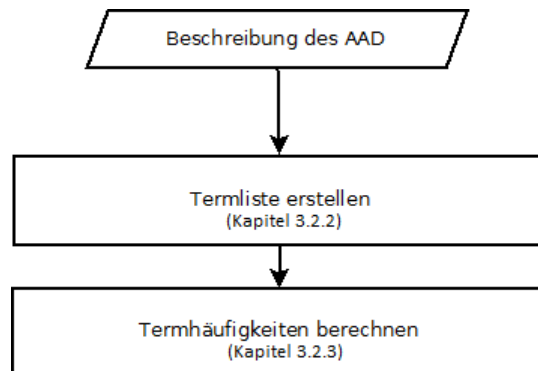 Beschreibung des AAD
Termliste erstellen
(Kapitel 3.2.2)
Termhäufigkeiten berechnen
(Kapitel 3.2.3)